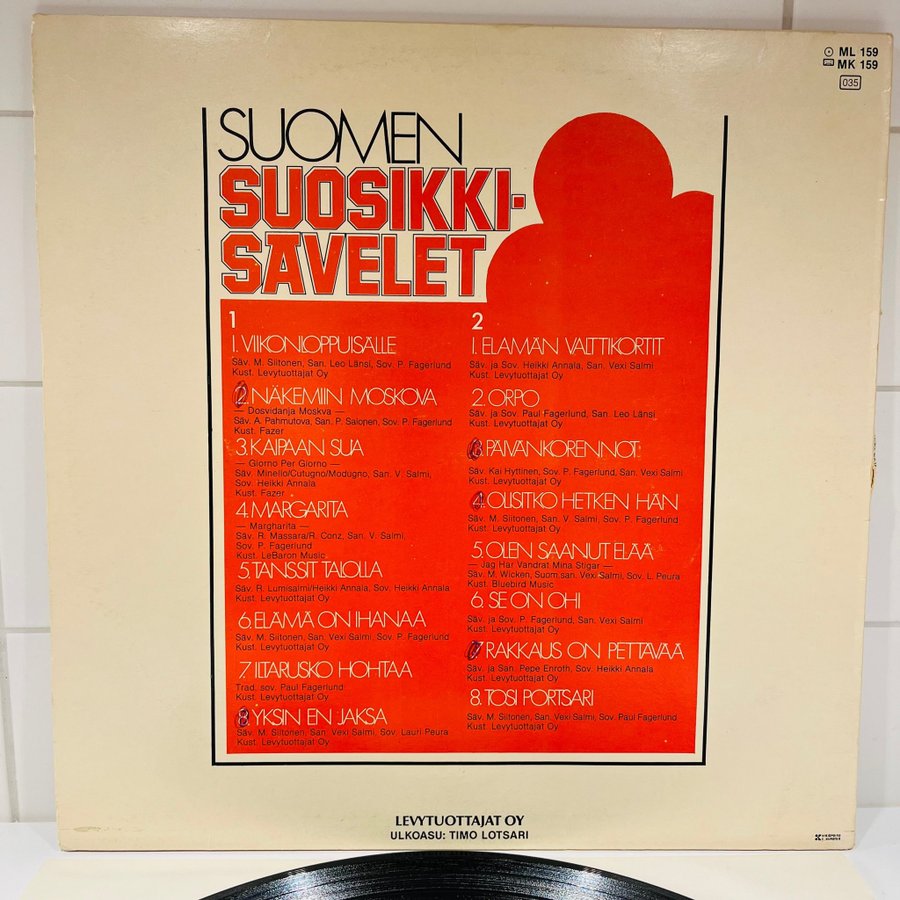 ML 159
MK 159
035
SUOMEN
SUOSIKKI-
SÄVELET
1
1. VIIKONLOPPUISÄLLE
Säv. M. Siitonen, San. Leo Länsi, Sov. P. Fagerlund
Kust. Levytuottajat Oy
2. NÄKEMIIN MOSKOVA
— Dosvidanja Moskva —
Säv. A. Pahmutova, San. P. Salonen, Sov. P. Fagerlund
Kust. Fazer
3. KAIPAAN SUA
— Giorno Per Giorno —
Säv. Minello/Cutugno/Modugno, San. V. Salmi,
Sov. Heikki Annala
Kust. Fazer
4. MARGARITA
— Margharita —
Säv. R. Massara/R. Conz, San. V. Salmi,
Sov. P. Fagerlund
Kust. LeBaron Music
5. TANSSIT TALOLLA
Säv. R. Lumisalmi/Heikki Annala, Sov. Heikki Annala
Kust. Levytuottajat Oy
6. ELÄMÄ ON IHANAA
Säv. M. Siitonen, San. Vexi Salmi, Sov. P. Fagerlund
Kust. Levytuottajat Oy
7. ILTARUSKO HOHTAA
Trad. sov. Paul Fagerlund
Kust. Levytuottajat Oy
8. YKSIN EN JAKSA
Säv. M. Siitonen, San. Vexi Salmi, Sov. Lauri Peura
Kust. Levytuottajat Oy
2
1. ELÄMÄN VALTTIKORTIT
Säv. ja Sov. Heikki Annala, San. Vexi Salmi
Kust. Levytuottajat Oy
2. ORPO
Säv. ja Sov. Paul Fagerlund, San. Leo Länsi
Kust. Levytuottajat Oy
3. PÄIVÄNKORENNOT
Säv. Kai Hyttinen, Sov. P. Fagerlund, San. Vexi Salmi
Kust. Levytuottajat Oy
4. OLISITKO HETKEN HÄN
Säv. M. Siitonen, San. V. Salmi, Sov. P. Fagerlund
Kust. Levytuottajat Oy
5. OLEN SAANUT ELÄÄ
— Jag Har Vandrat Mina Stigar —
Säv. M. Wicken, Suom.san. Vexi Salmi, Sov. L. Peura
Kust. Bluebird Music
6. SE ON OHI
Säv. ja Sov. P. Fagerlund, San. Vexi Salmi
Kust. Levytuottajat Oy
7. RAKKAUS ON PETTÄVÄÄ
Säv. ja San. Pepe Enroth, Sov. Heikki Annala
Kust. Levytuottajat Oy
8. TOSI PORTSARI
Säv. M. Siitonen, San. Vexi Salmi, Sov. Paul Fagerlund
Kust. Levytuottajat Oy
LEVYTUOTTAJAT OY
ULKOASU: TIMO LOTSARI